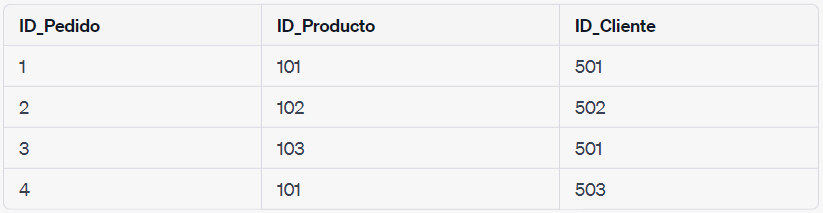 ID_Pedido ID_Producto ID_Cliente
1 101 501
2 102 502
3 103 501
4 101 503